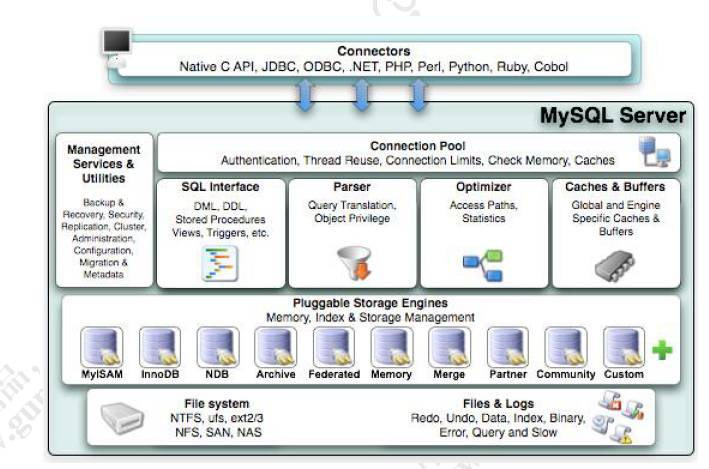 Connectors
Native C API, JDBC, ODBC, .NET, PHP, Perl, Python, Ruby, Cobol
MySQL Server
Management
Services &
Utilities
Backup &
Recovery, Security,
Replication, Cluster,
Administration,
Configuration,
Migration &
Metadata
Connection Pool
Authentication, Thread Reuse, Connection Limits, Check Memory, Caches
SQL Interface
DML, DDL,
Stored Procedures
Views, Triggers, etc.
Parser
Query Translation,
Object Privilege
Optimizer
Access Paths,
Statistics
Caches & Buffers
Global and Engine
Specific Caches &
Buffers
Pluggable Storage Engines
Memory, Index & Storage Management
MyISAM
InnoDB
NDB
Archive
Federated
Memory
Merge
Partner
Community
Custom
File system
NTFS, ufs, ext2/3
NFS, SAN, NAS
Files & Logs
Redo, Undo, Data, Index, Binary,
Error, Query and Slow